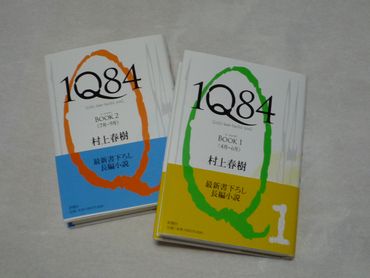 1Q84
BOOK 2
〈7月-9月〉
村上春樹
最新書下ろし
長編小説
1Q84
BOOK 1
〈4月-6月〉
村上春樹
最新書下ろし
長編小説
1